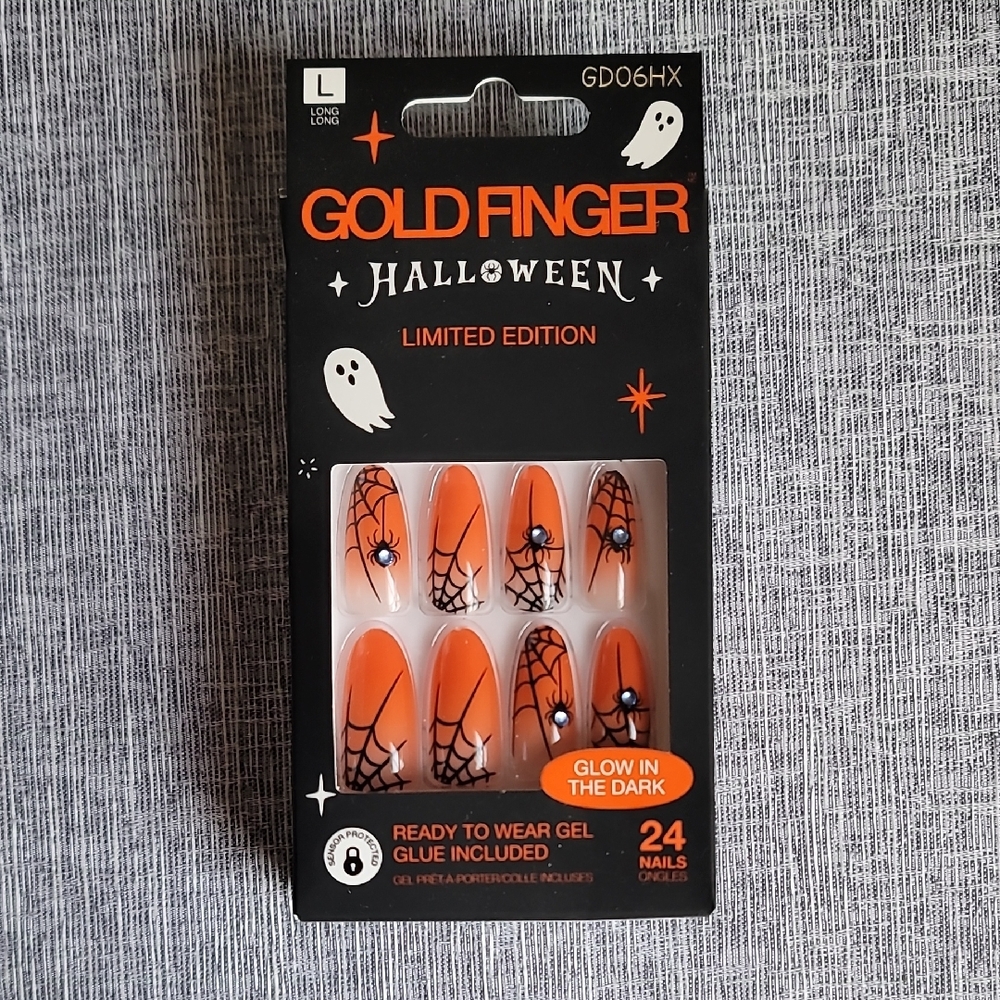 L
LONG
LONG
GD06HX
GOLD FINGER
HALLOWEEN
LIMITED EDITION
GLOW IN
THE DARK
SENSOR PROTECTED
READY TO WEAR GEL
GLUE INCLUDED
GEL PRÊT-À-PORTER/COLLE INCLUSES
24
NAILS
ONGLES